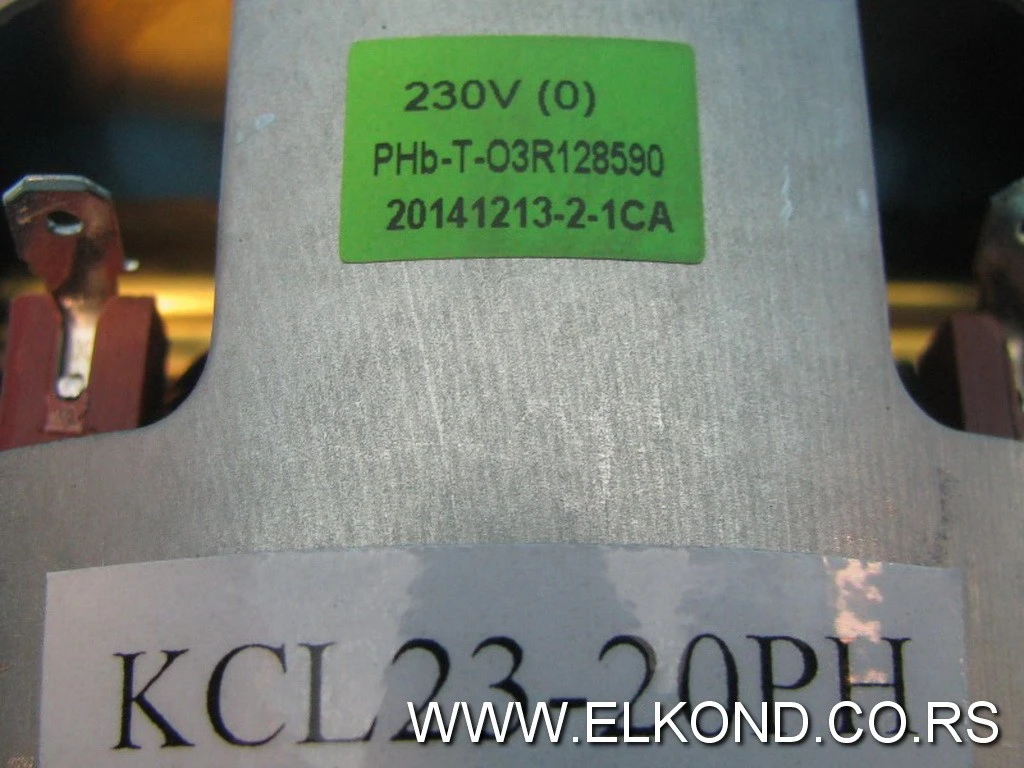 230V (0)
PHb-T-O3R128590
20141213-2-1CA
KCL23-20PH
WWW.ELKOND.CO.RS